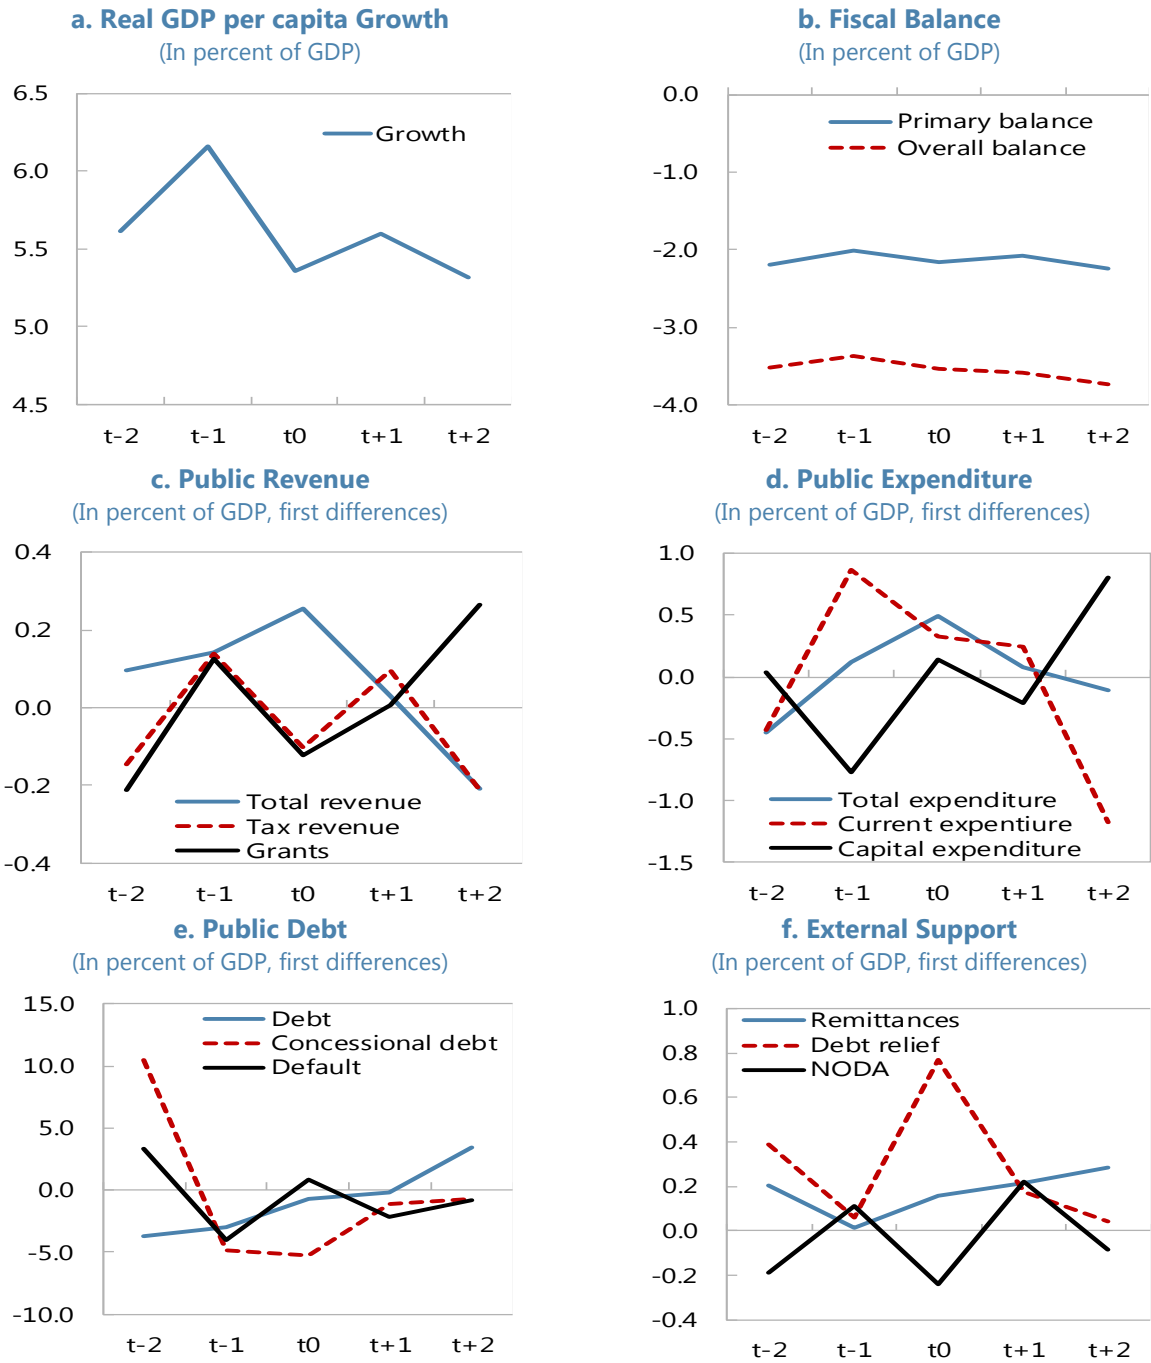 a. Real GDP per capita Growth
(In percent of GDP)
6.5
6.0
5.5
5.0
4.5
Growth
t-2 t-1 t0 t+1 t+2
b. Fiscal Balance
(In percent of GDP)
0.0
-1.0
-2.0
-3.0
-4.0
Primary balance
Overall balance
t-2 t-1 t0 t+1 t+2
c. Public Revenue
(In percent of GDP, first differences)
0.4
0.2
0.0
-0.2
-0.4
Total revenue
Tax revenue
Grants
t-2 t-1 t0 t+1 t+2
d. Public Expenditure
(In percent of GDP, first differences)
1.0
0.5
0.0
-0.5
-1.0
-1.5
Total expenditure
Current expentiure
Capital expenditure
t-2 t-1 t0 t+1 t+2
e. Public Debt
(In percent of GDP, first differences)
15.0
10.0
5.0
0.0
-5.0
-10.0
Debt
Concessional debt
Default
t-2 t-1 t0 t+1 t+2
f. External Support
(In percent of GDP, first differences)
1.0
0.8
0.6
0.4
0.2
0.0
-0.2
-0.4
Remittances
Debt relief
NODA
t-2 t-1 t0 t+1 t+2